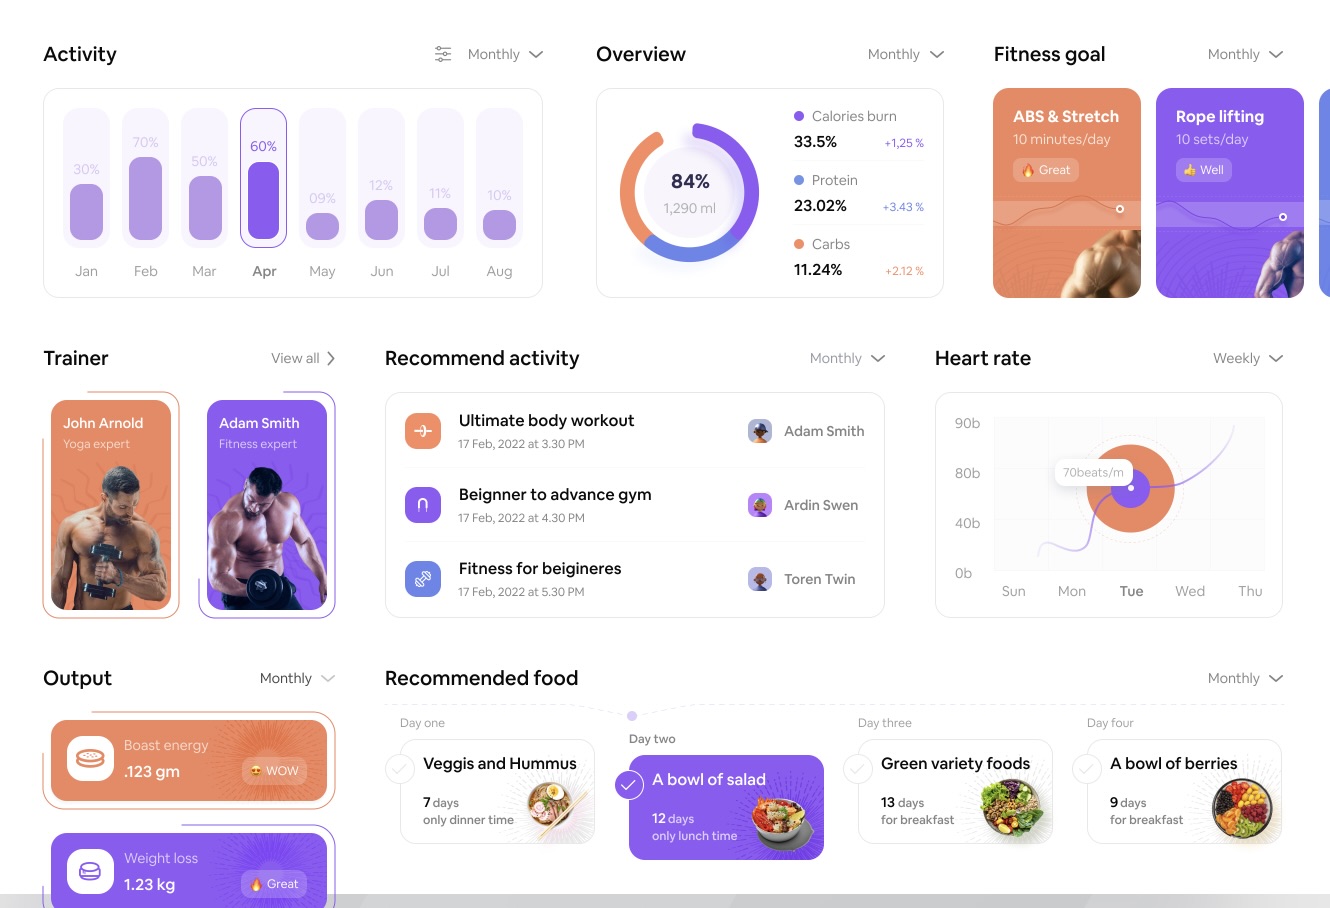 Activity
Monthly
30%
70%
50%
60%
09%
12%
11%
10%
Jan
Feb
Mar
Apr
May
Jun
Jul
Aug
Overview
Monthly
84%
1,290 ml
Calories burn
33.5%
+1,25 %
Protein
23.02%
+3.43 %
Carbs
11.24%
+2.12 %
Fitness goal
Monthly
ABS & Stretch
10 minutes/day
Great
Rope lifting
10 sets/day
Well
Trainer
View all
John Arnold
Yoga expert
Adam Smith
Fitness expert
Recommend activity
Monthly
Ultimate body workout
17 Feb, 2022 at 3.30 PM
Adam Smith
Beignner to advance gym
17 Feb, 2022 at 4.30 PM
Ardin Swen
Fitness for beigineres
17 Feb, 2022 at 5.30 PM
Toren Twin
Heart rate
Weekly
90b
80b
40b
0b
70beats/m
Sun
Mon
Tue
Wed
Thu
Output
Monthly
Boast energy
.123 gm
WOW
Weight loss
1.23 kg
Great
Recommended food
Monthly
Day one
Veggis and Hummus
7 days
only dinner time
Day two
A bowl of salad
12 days
only lunch time
Day three
Green variety foods
13 days
for breakfast
Day four
A bowl of berries
9 days
for breakfast